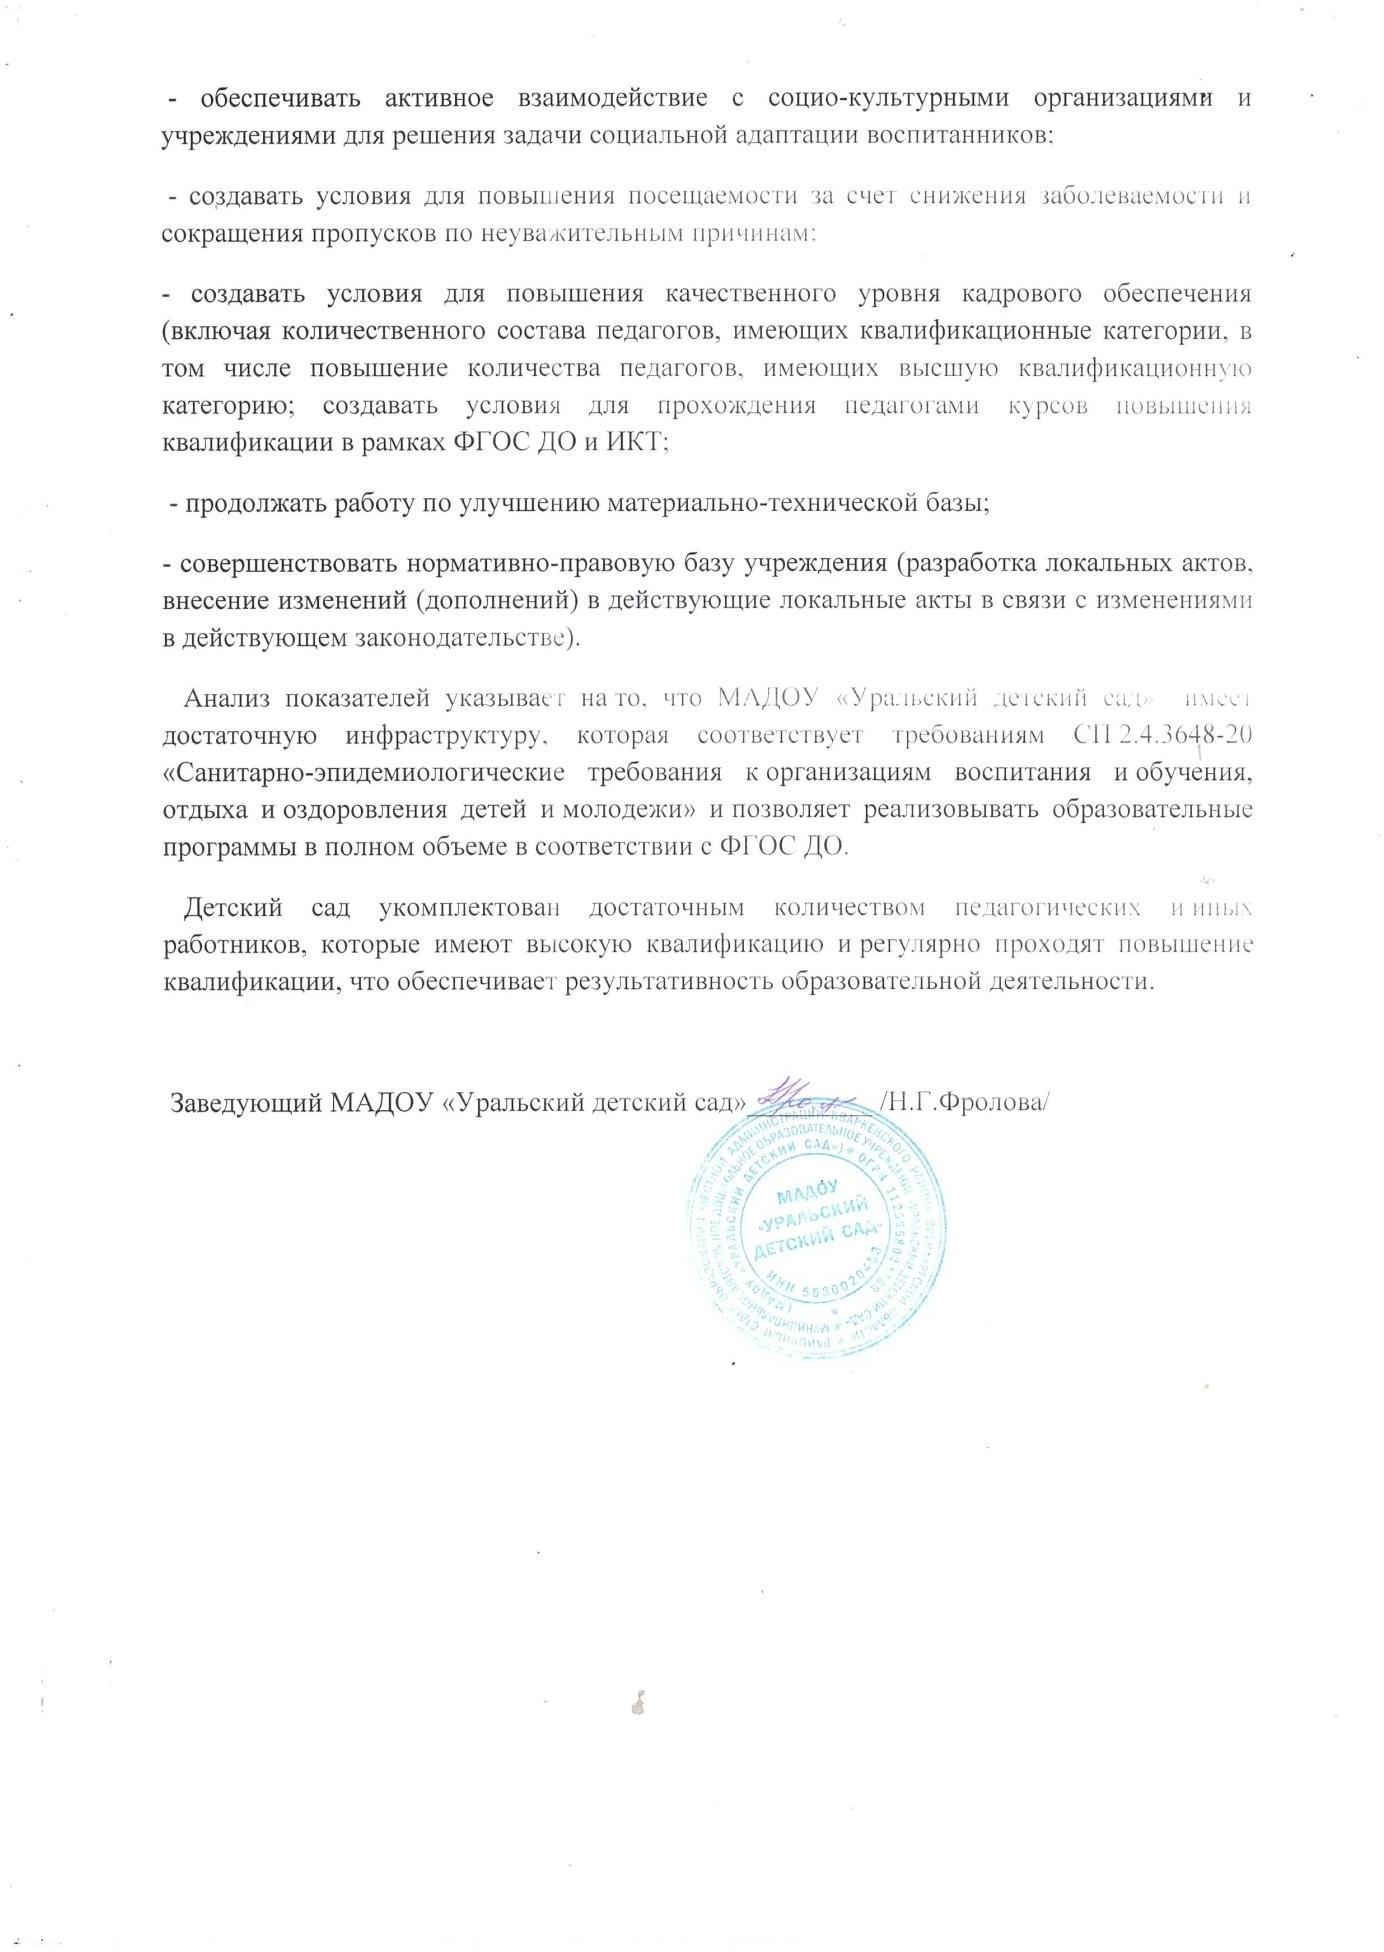 - обеспечивать активное взаимодействие с социо-культурными организациями и
учреждениями для решения задачи социальной адаптации воспитанников;
- создавать условия для повышения посещаемости за счет снижения заболеваемости и
сокращения пропусков по неуважительным причинам;
- создавать условия для повышения качественного уровня кадрового обеспечения
(включая количественного состава педагогов, имеющих квалификационные категории, в
том числе повышение количества педагогов, имеющих высшую квалификационную
категорию; создавать условия для прохождения педагогами курсов повышения
квалификации в рамках ФГОС ДО и ИКТ;
- продолжать работу по улучшению материально-технической базы;
- совершенствовать нормативно-правовую базу учреждения (разработка локальных актов,
внесение изменений (дополнений) в действующие локальные акты в связи с изменениями
в действующем законодательстве).
Анализ показателей указывает на то, что МАДОУ «Уральский детский сад» имеет
достаточную инфраструктуру, которая соответствует требованиям СП 2.4.3648-20
«Санитарно-эпидемиологические требования к организациям воспитания и обучения,
отдыха и оздоровления детей и молодежи» и позволяет реализовывать образовательные
программы в полном объеме в соответствии с ФГОС ДО.
Детский сад укомплектован достаточным количеством педагогических и иных
работников, которые имеют высокую квалификацию и регулярно проходят повышение
квалификации, что обеспечивает результативность образовательной деятельности.
Заведующий МАДОУ «Уральский детский сад» /Н.Г.Фролова/
МАДОУ
«УРАЛЬСКИЙ
ДЕТСКИЙ САД»
ИНН 5630020453